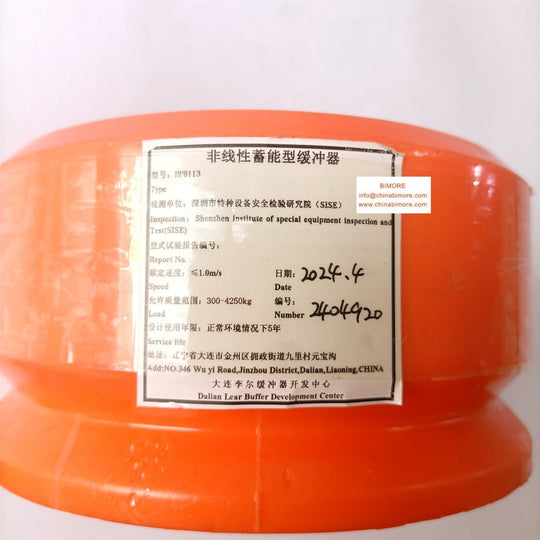 非线性蓄能型缓冲器
型号: HP8113
Type
检测单位: 深圳市特种设备安全检验研究院 (SISE)
Inspection: Shenzhen institute of special equipment inspection and
Test(SISE)
型式试验报告编号:
Report No.
额定速度: ≤1.0m/s 日期: 2024.4
Speed Date
允许质量范围: 300-4250kg 编号:
Load Number 2404920
设计使用年限: 正常环境情况下5年
Service life
地址: 辽宁省大连市金州区拥政街道九里村元宝沟
Add:NO.346 Wu yi Road,Jinzhou District,Dalian,Liaoning,CHINA
大连李尔缓冲器开发中心
Dalian Lear Buffer Development Center
BIMORE
info@chinabimore.com
www.chinabimore.com